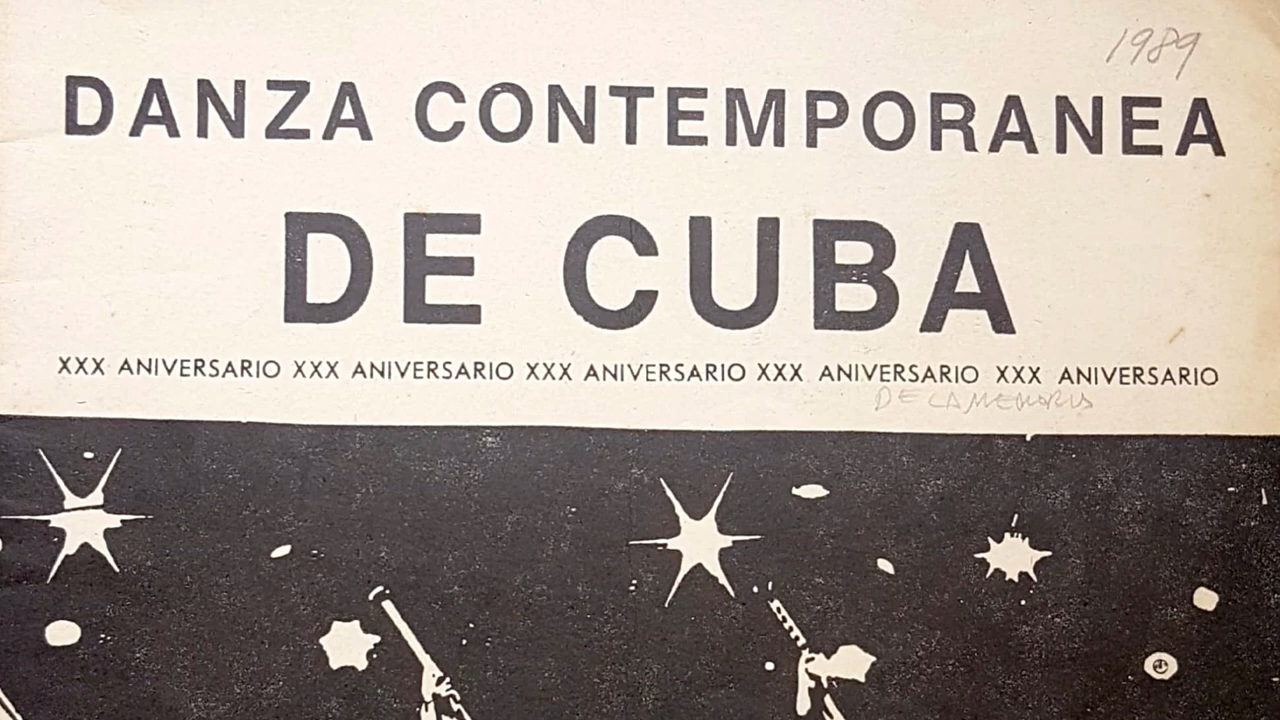 1989
DANZA CONTEMPORANEA
DE CUBA
XXX ANIVERSARIO XXX ANIVERSARIO XXX ANIVERSARIO XXX ANIVERSARIO XXX ANIVERSARIO